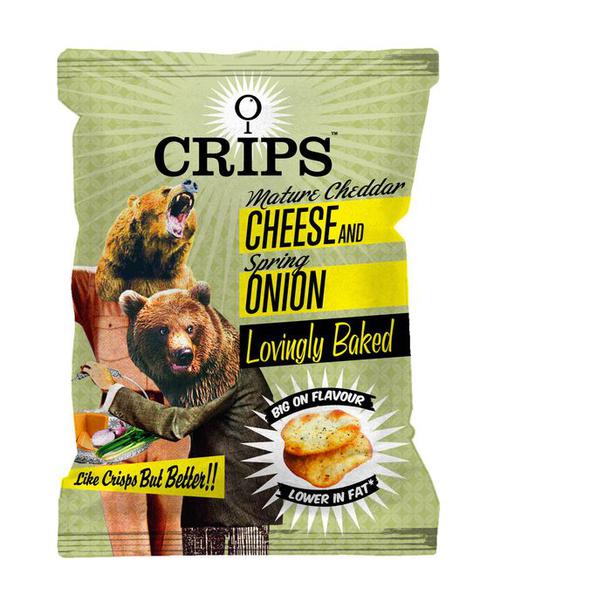 CRIPS™
Mature Cheddar
CHEESE AND
Spring
ONION
Lovingly Baked
BIG ON FLAVOUR
LOWER IN FAT*
Like Crisps But Better!!